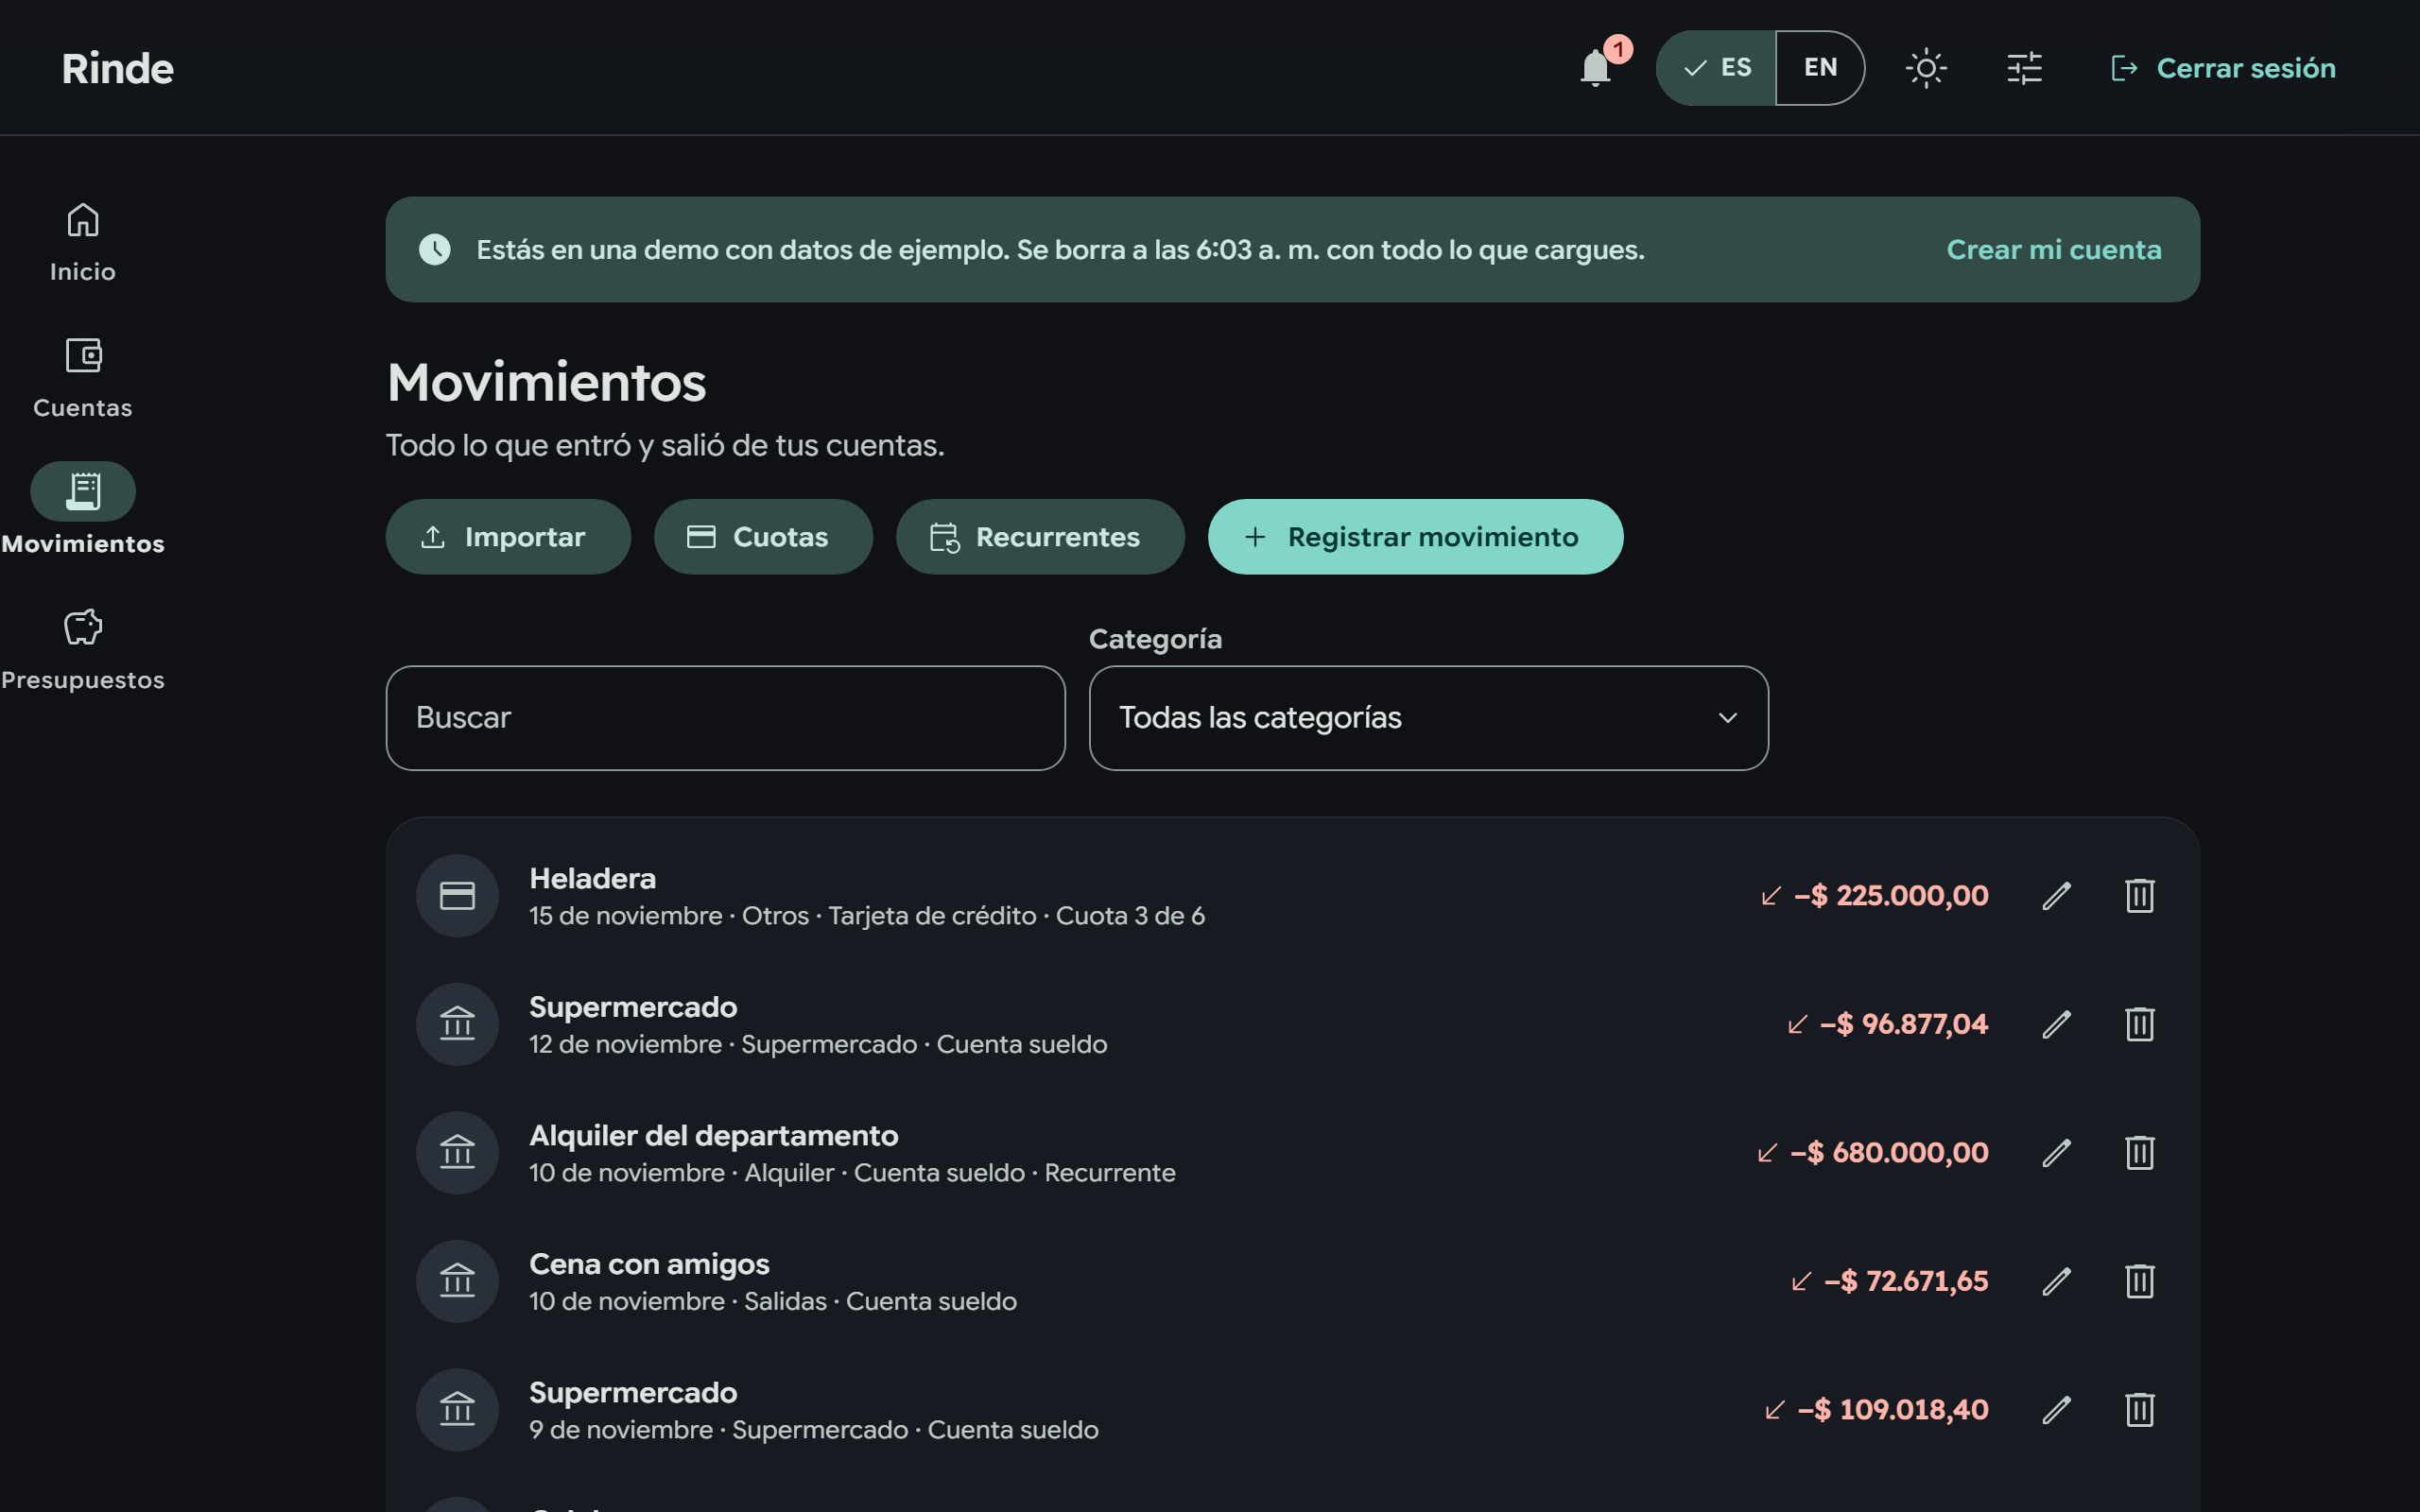 Rinde
1
ES
EN
Cerrar sesión
Inicio
Cuentas
Movimientos
Presupuestos
Estás en una demo con datos de ejemplo. Se borra a las 6:03 a. m. con todo lo que cargues.
Crear mi cuenta
Movimientos
Todo lo que entró y salió de tus cuentas.
Importar
Cuotas
Recurrentes
Registrar movimiento
Buscar
Categoría
Todas las categorías
Heladera
15 de noviembre · Otros · Tarjeta de crédito · Cuota 3 de 6
−$ 225.000,00
Supermercado
12 de noviembre · Supermercado · Cuenta sueldo
−$ 96.877,04
Alquiler del departamento
10 de noviembre · Alquiler · Cuenta sueldo · Recurrente
−$ 680.000,00
Cena con amigos
10 de noviembre · Salidas · Cuenta sueldo
−$ 72.671,65
Supermercado
9 de noviembre · Supermercado · Cuenta sueldo
−$ 109.018,40